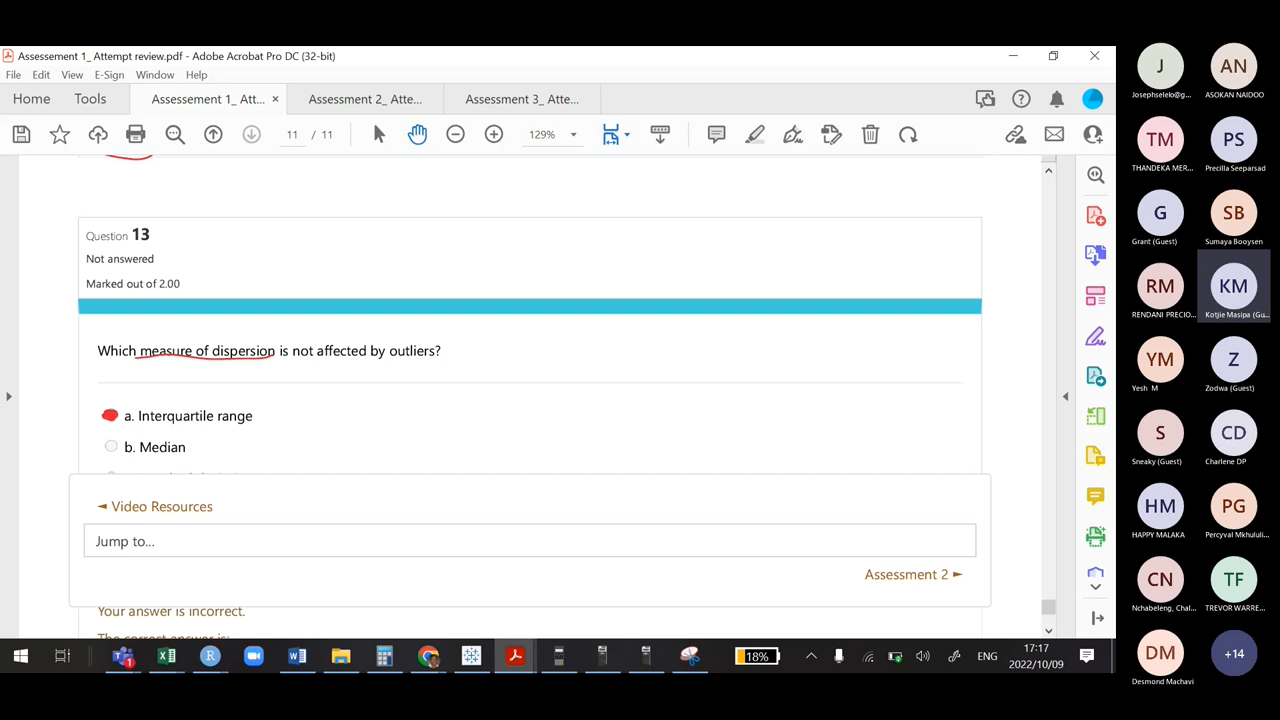 Assessement 1_ Attempt review.pdf - Adobe Acrobat Pro DC (32-bit)
File Edit View E-Sign Window Help
Home Tools Assessement 1_ Att... × Assessment 2_ Atte... Assessment 3_ Atte...
11 / 11 129%
Question 13
Not answered
Marked out of 2.00
Which measure of dispersion is not affected by outliers?
a. Interquartile range
b. Median
◄ Video Resources
Jump to...
Assessment 2 ►
Your answer is incorrect.
The correct answer is:
18% ENG 17:17
2022/10/09
J AN
Josephselelo@g... ASOKAN NAIDOO
TM PS
THANDEKA MER... Precilla Seeparsad
G SB
Grant (Guest) Sumaya Booysen
RM KM
RENDANI PRECIO... Kotjie Masipa (Gu...
YM Z
Yesh M Zodwa (Guest)
S CD
Sneaky (Guest) Charlene DP
HM PG
HAPPY MALAKA Percyval Mkhululi...
CN TF
Nchabeleng, Chal... TREVOR WARRE...
DM +14
Desmond Machavi